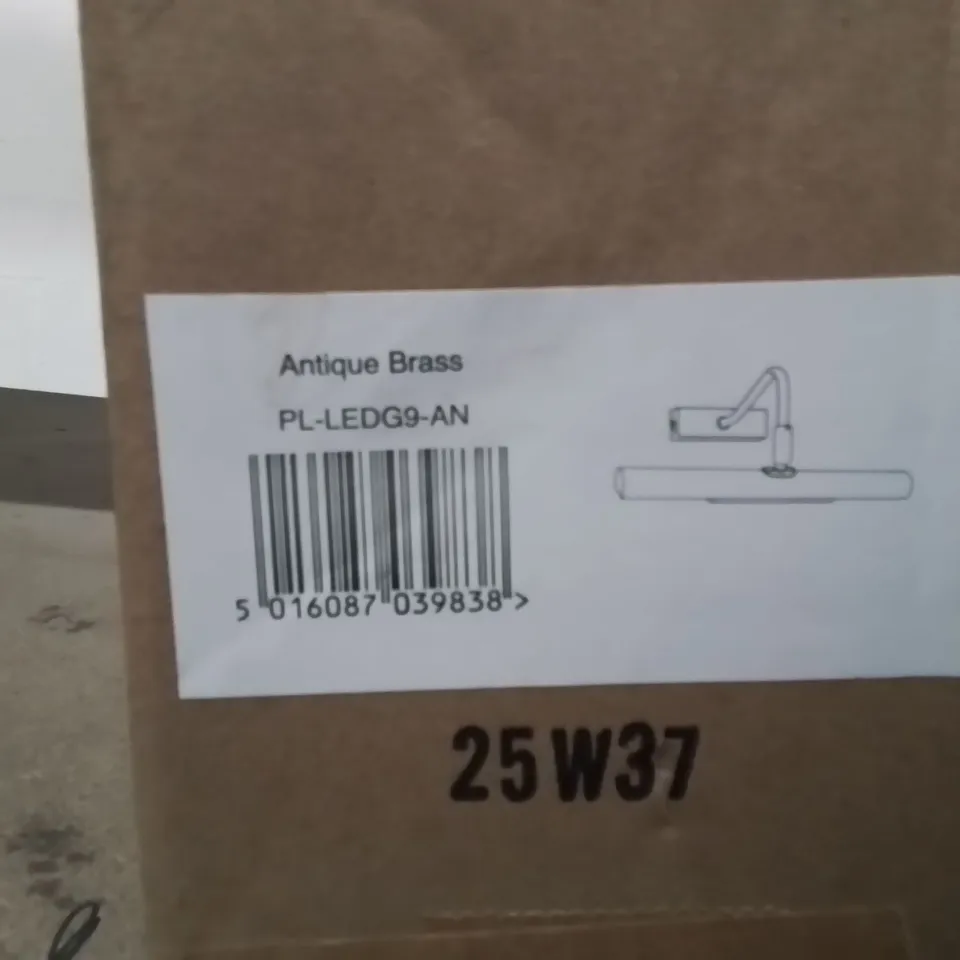 Antique Brass
PL-LEDG9-AN
5 016087 039838 >
25W37